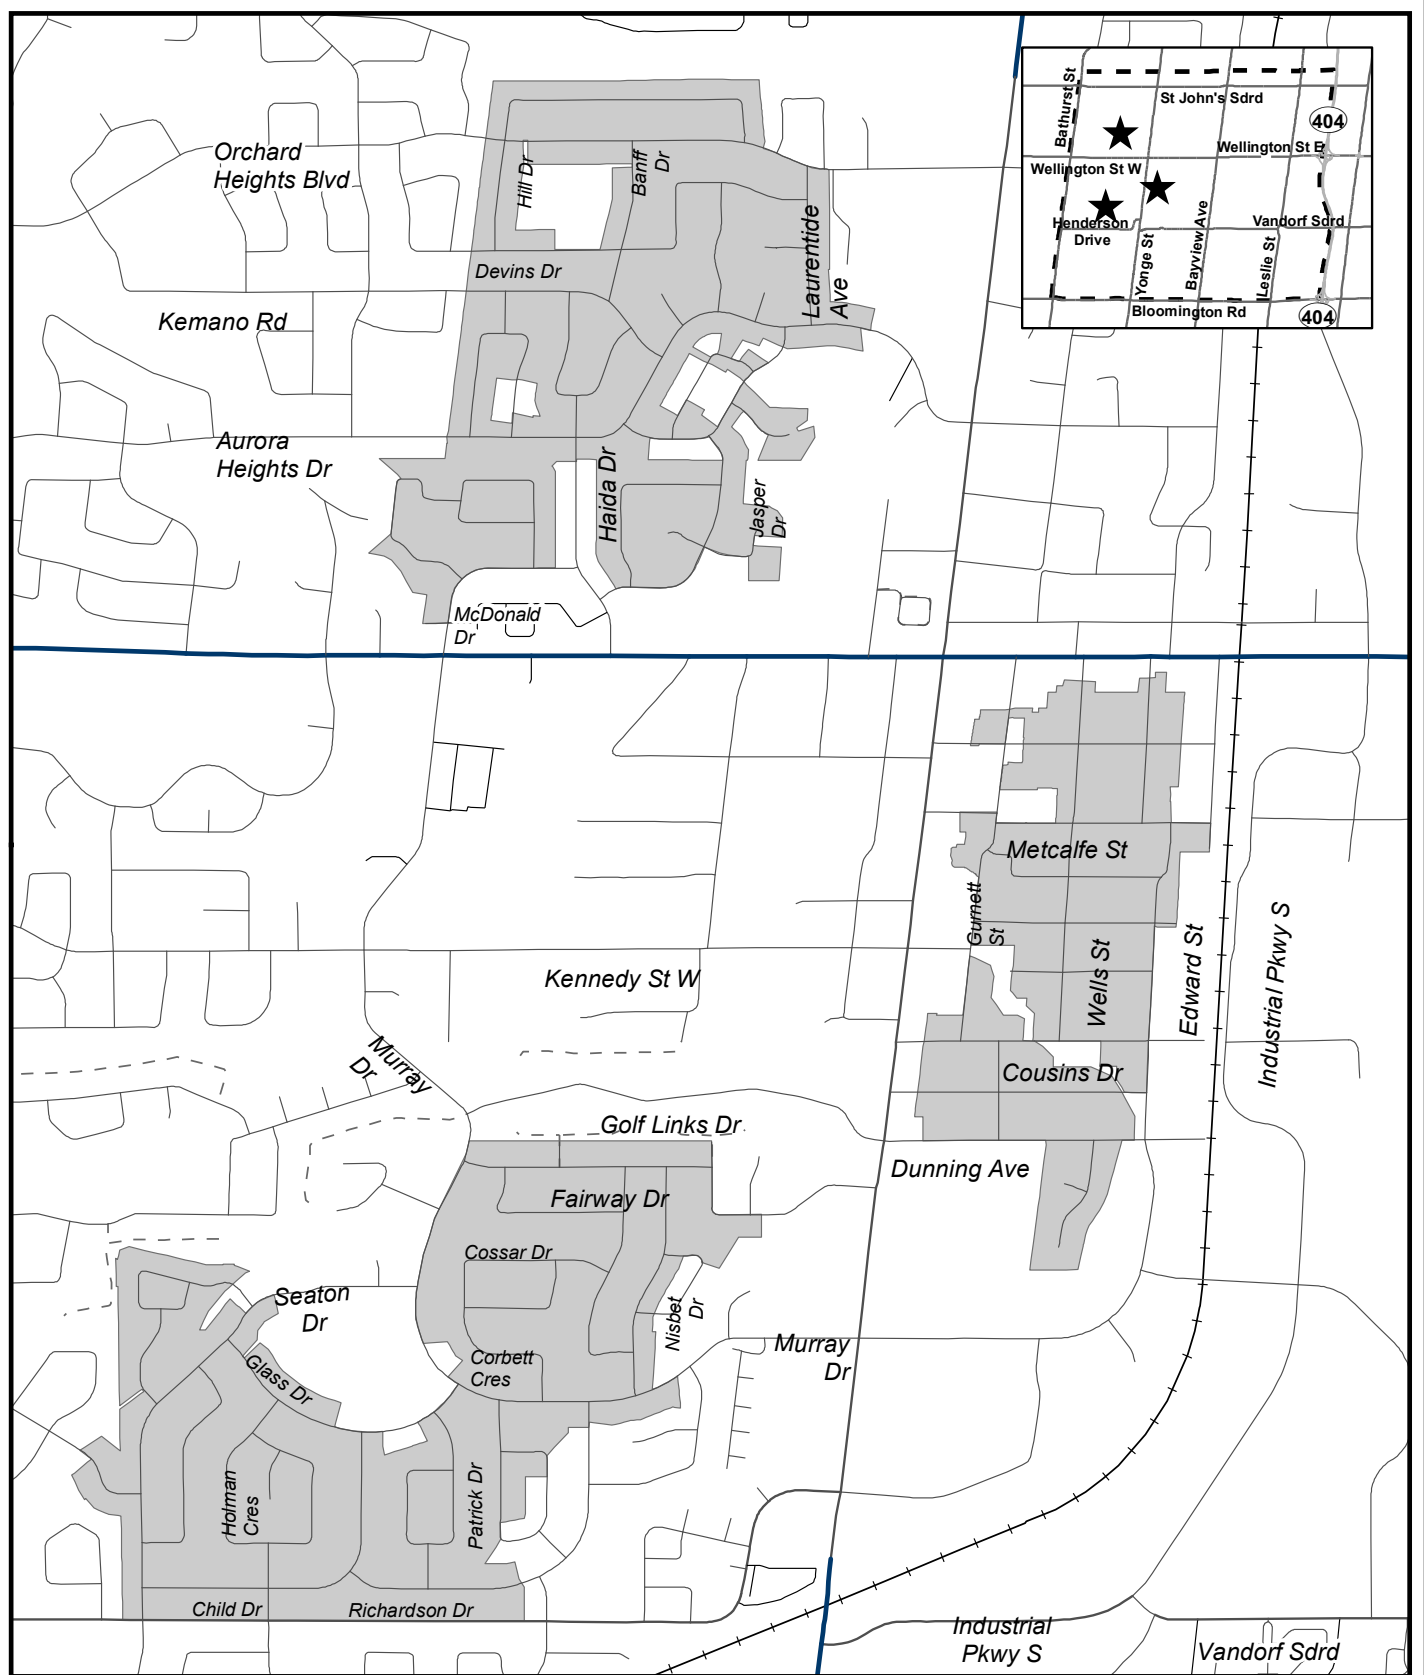 Bathurst St
St John's Sdrd
404
Wellington St E
Wellington St W
Henderson
Drive
Vandorf Sdrd
Yonge St
Bayview Ave
Leslie St
Bloomington Rd
404
Orchard
Heights Blvd
Hill Dr
Banff
Dr
Laurentide
Ave
Devins Dr
Kemano Rd
Aurora
Heights Dr
Haida Dr
Jasper
Dr
McDonald
Dr
Metcalfe St
Gurnett
St
Wells St
Edward St
Industrial Pkwy S
Kennedy St W
Murray
Dr
Cousins Dr
Golf Links Dr
Dunning Ave
Fairway Dr
Cossar Dr
Seaton
Dr
Nisbet
Dr
Murray
Dr
Corbett
Cres
Glass Dr
Holman
Cres
Patrick Dr
Child Dr
Richardson Dr
Industrial
Pkwy S
Vandorf Sdrd